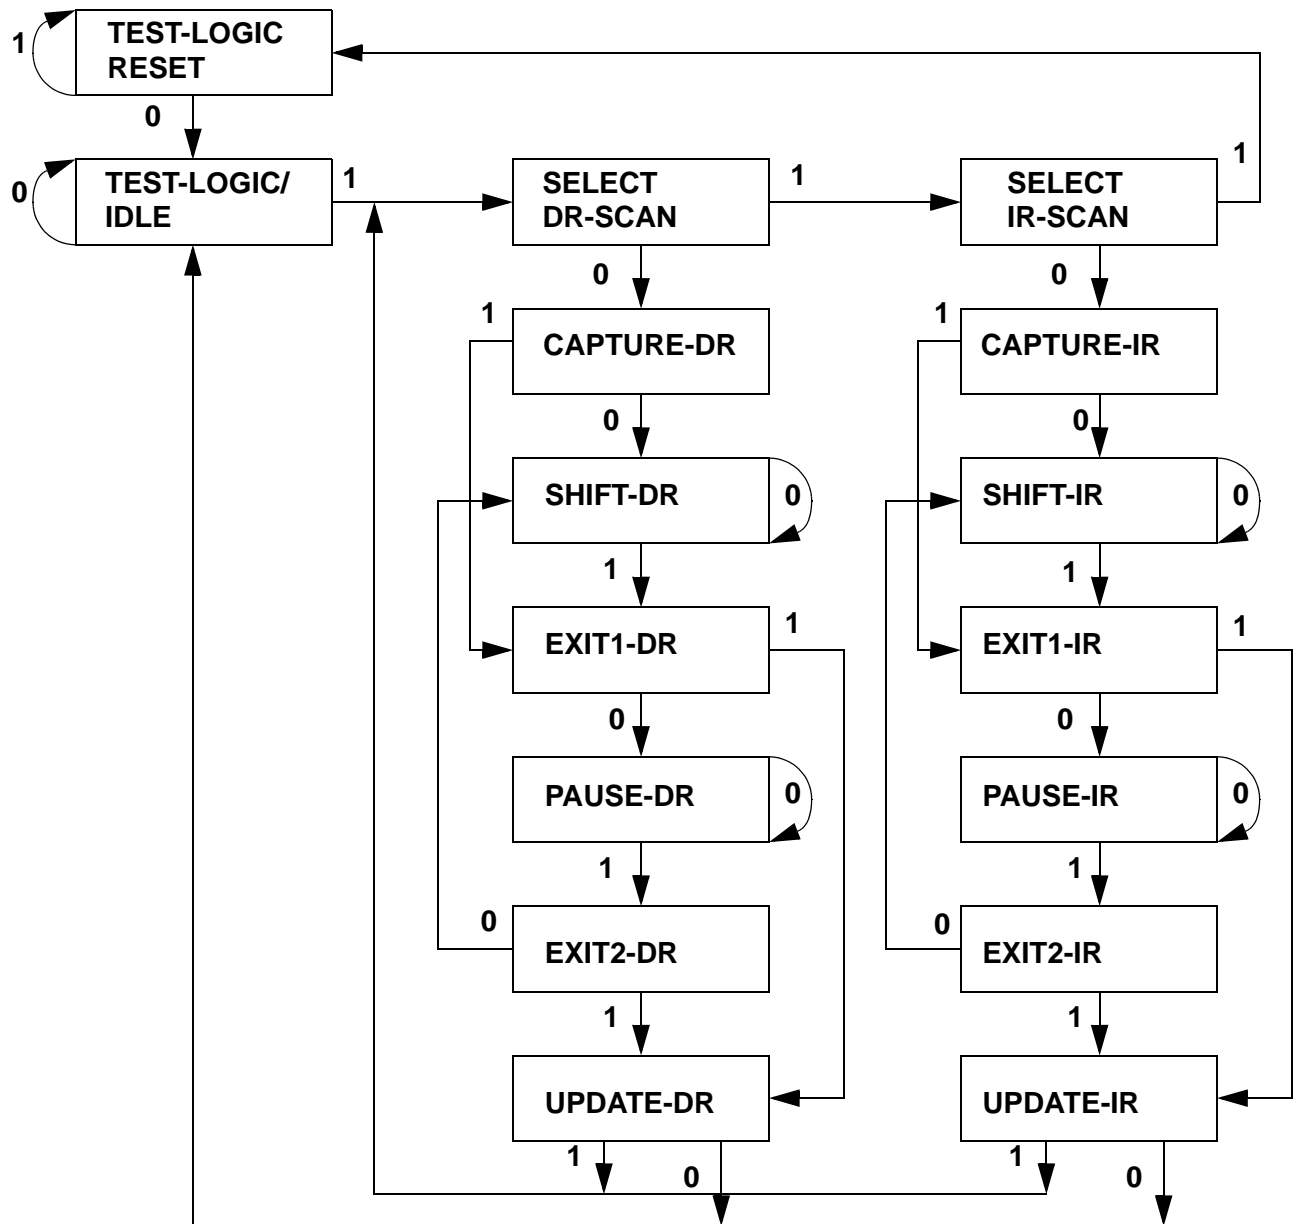 1
TEST-LOGIC
RESET
0
0
TEST-LOGIC/
IDLE
1
SELECT
DR-SCAN
1
SELECT
IR-SCAN
1
0
0
1
CAPTURE-DR
1
CAPTURE-IR
0
0
SHIFT-DR
0
SHIFT-IR
0
1
1
EXIT1-DR
1
EXIT1-IR
1
0
0
PAUSE-DR
0
PAUSE-IR
0
1
1
0
EXIT2-DR
0
EXIT2-IR
1
1
UPDATE-DR
UPDATE-IR
1
0
1
0